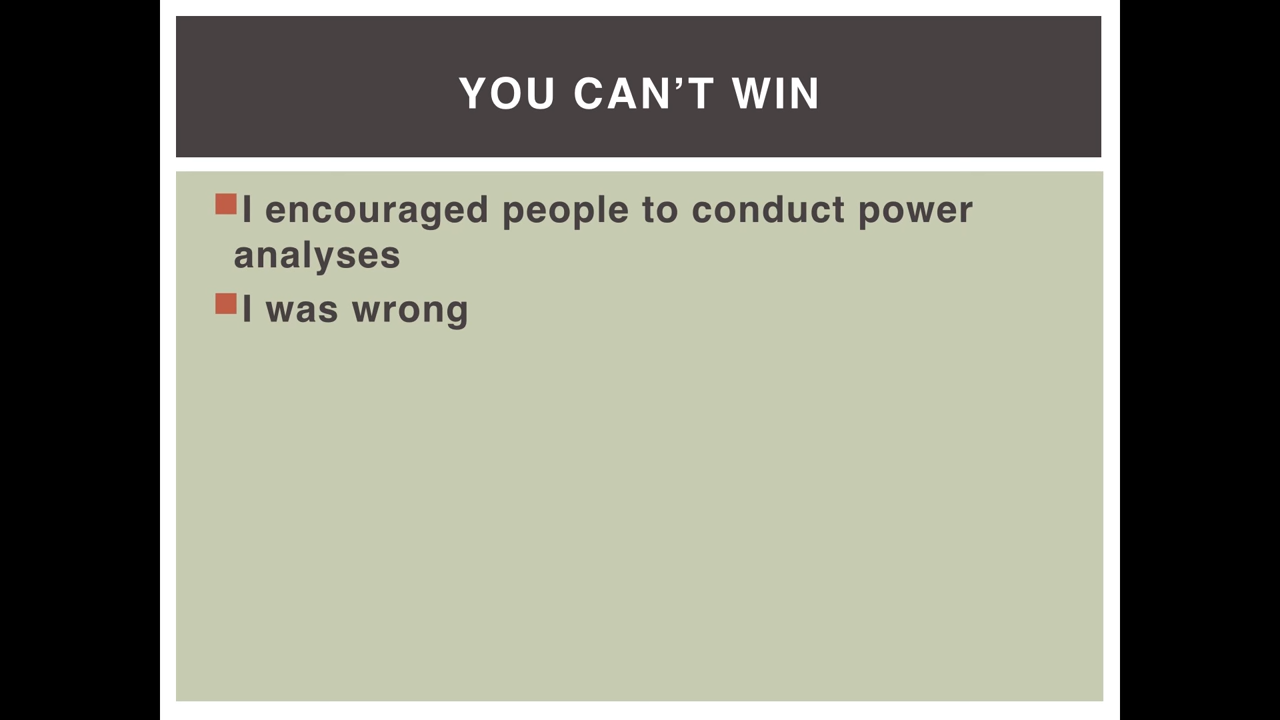 YOU CAN’T WIN
I encouraged people to conduct power
analyses
I was wrong